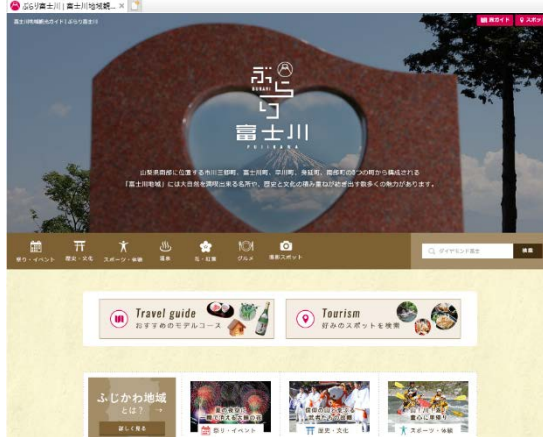 ぶらり富士川 | 富士川地域観...
富士川地域観光ガイド | ぶらり富士川
旅ガイド
スポット
ぶらり
BURARI
富士川
FUJIKAWA
山梨県南部に位置する市川三郷町、富士川町、早川町、身延町、南部町の5つの町から構成される
「富士川地域」には大自然を満喫出来る名所や、歴史と文化の積み重ねが紡ぎ出す数多くの魅力があります。
祭り・イベント
歴史・文化
スポーツ・体験
温泉
花・紅葉
グルメ
撮影スポット
ダイヤモンド富士
検索
Travel guide
おすすめのモデルコース
Tourism
好みのスポットを検索
ふじかわ地域
とは?
詳しく見る
祭り・イベント
歴史・文化
スポーツ・体験